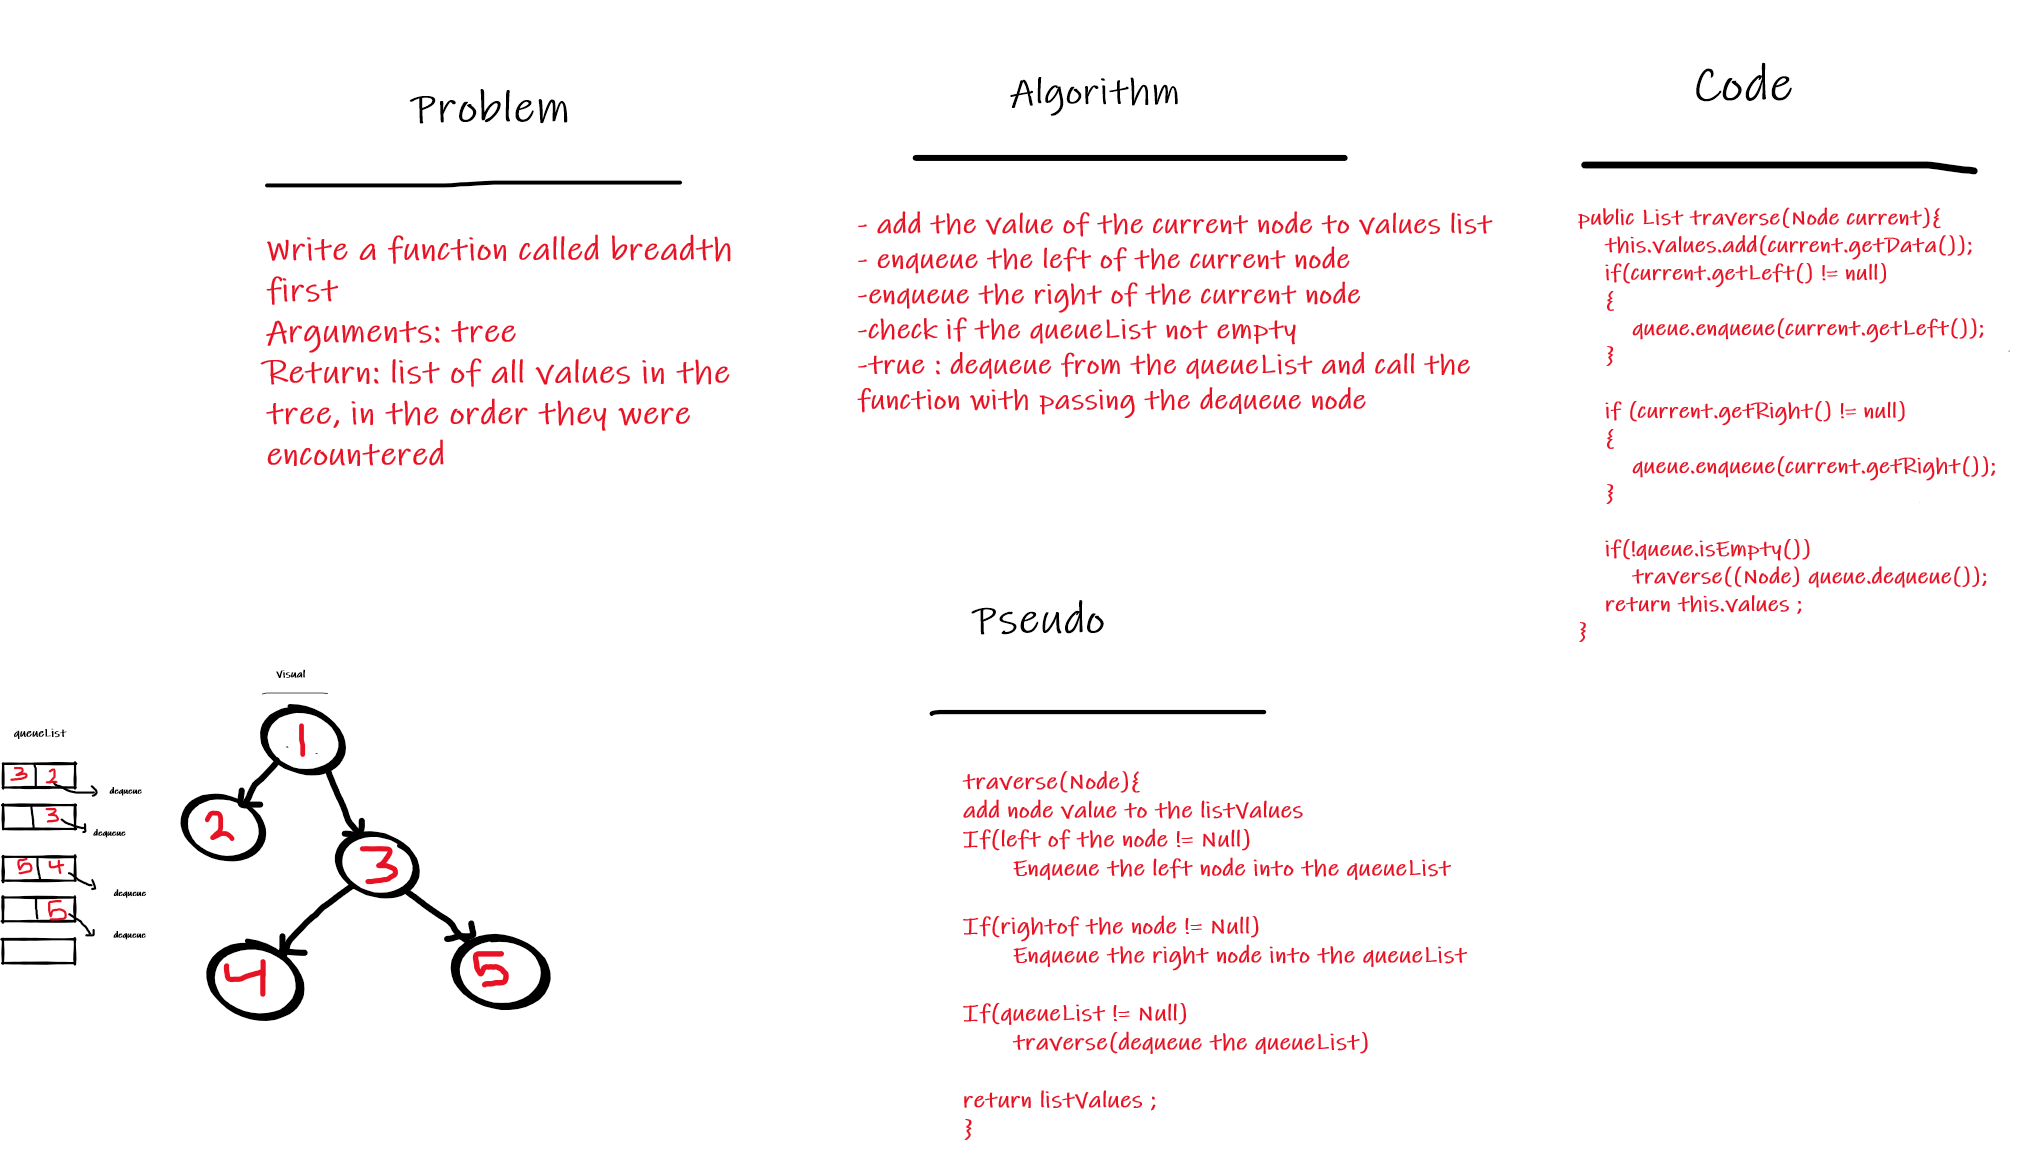 Problem
Write a function called breadth
first
Arguments: tree
Return: list of all values in the
tree, in the order they were
encountered
Algorithm
- add the value of the current node to values list
- enqueue the left of the current node
-enqueue the right of the current node
-check if the queueList not empty
-true : dequeue from the queueList and call the
function with passing the dequeue node
Code
public List traverse(Node current){
this.values.add(current.getData());
if(current.getLeft() != null)
{
queue.enqueue(current.getLeft());
}
if (current.getRight() != null)
{
queue.enqueue(current.getRight());
}
if(!queue.isEmpty())
traverse((Node) queue.dequeue());
return this.values ;
}
Visual
queueList
3 2
dequeue
3
dequeue
5 4
dequeue
5
dequeue
1
2
3
4
5
Pseudo
traverse(Node){
add node value to the listValues
If(left of the node != Null)
Enqueue the left node into the queueList
If(rightof the node != Null)
Enqueue the right node into the queueList
If(queueList != Null)
traverse(dequeue the queueList)
return listValues ;
}